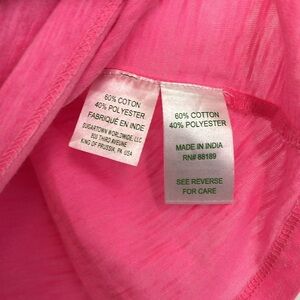 60% COTTON
40% POLYESTER
FABRIQUÉ EN INDE
SUGARTOWN WORLDWIDE, LLC
800 THIRD AVEUNE
KING OF PRUSSIA, PA USA
60% COTTON
40% POLYESTER
MADE IN INDIA
RN# 88189
SEE REVERSE
FOR CARE